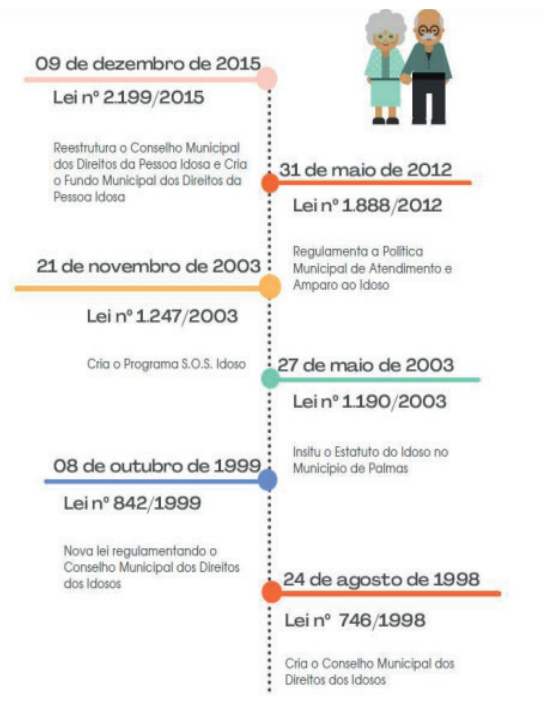 09 de dezembro de 2015
Lei nº 2.199/2015
Reestrutura o Conselho Municipal
dos Direitos da Pessoa Idosa e Cria
o Fundo Municipal dos Direitos da
Pessoa Idosa
31 de maio de 2012
Lei nº 1.888/2012
Regulamenta a Política
Municipal de Atendimento e
Amparo ao Idoso
21 de novembro de 2003
Lei nº 1.247/2003
Cria o Programa S.O.S. Idoso
27 de maio de 2003
Lei nº 1.190/2003
Insitu o Estatuto do Idoso no
Município de Palmas
08 de outubro de 1999
Lei nº 842/1999
Nova lei regulamentando o
Conselho Municipal dos Direitos
dos Idosos
24 de agosto de 1998
Lei nº 746/1998
Cria o Conselho Municipal dos
Direitos dos Idosos